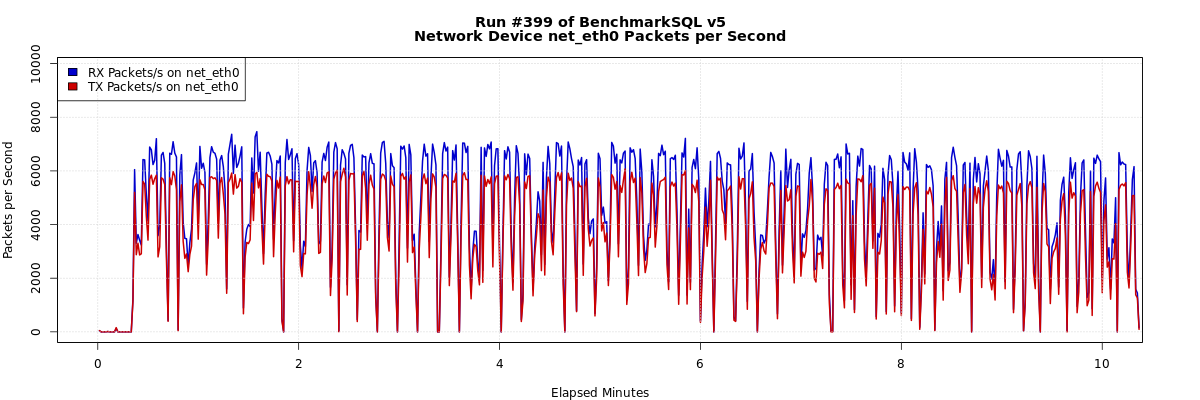 Run #399 of BenchmarkSQL v5
Network Device net_eth0 Packets per Second
RX Packets/s on net_eth0
TX Packets/s on net_eth0
Packets per Second
10000
8000
6000
4000
2000
0
0 2 4 6 8 10
Elapsed Minutes